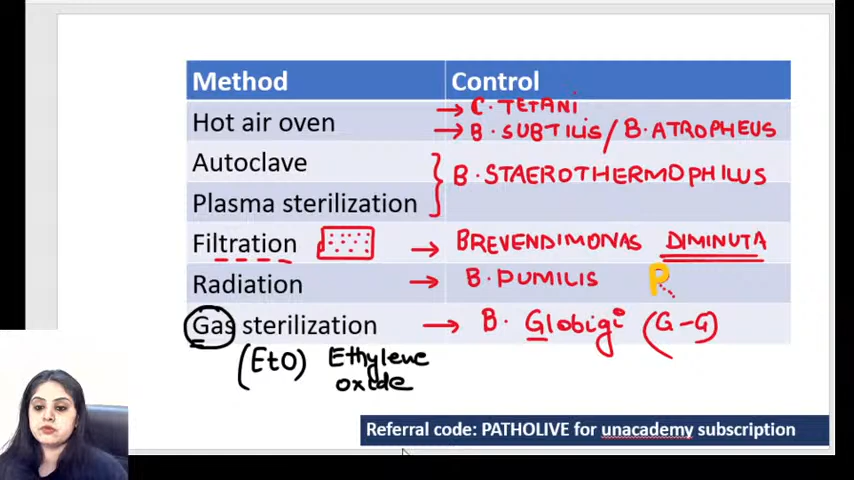 Method Control
→ C. TETANI
Hot air oven → B. SUBTILIS / B. ATROPHEUS
Autoclave B. STAEROTHERMOPHILUS
Plasma sterilization
Filtration → BREVENDIMONAS DIMINUTA
Radiation → B. PUMILIS P
Gas sterilization → B. Globigi (G-G)
(EtO) Ethylene
oxide
Referral code: PATHOLIVE for unacademy subscription